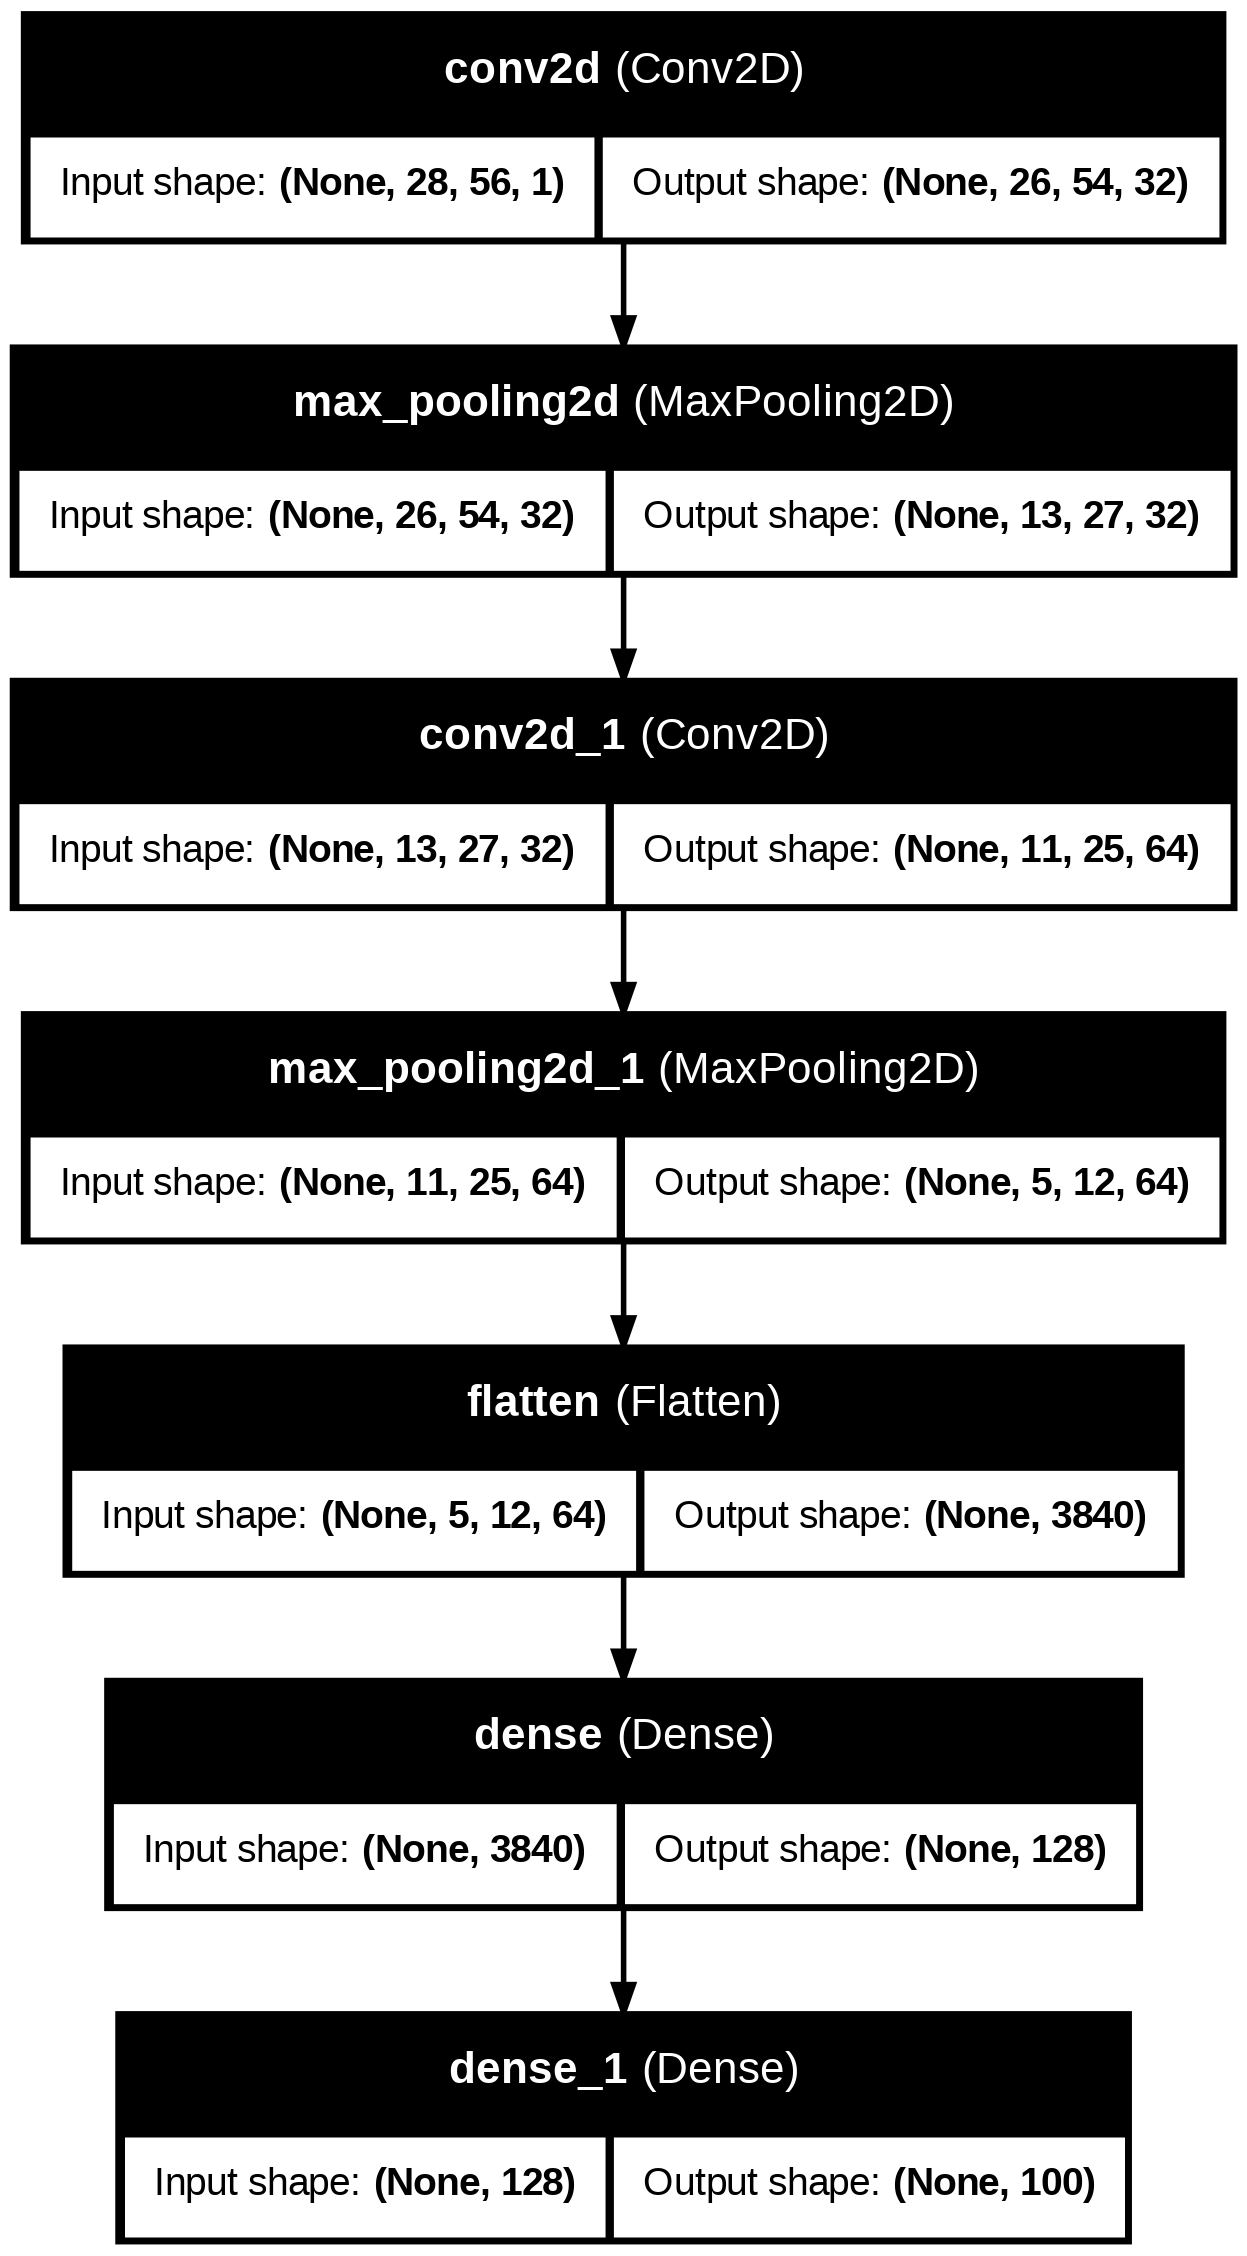 conv2d (Conv2D)
Input shape: (None, 28, 56, 1) Output shape: (None, 26, 54, 32)
max_pooling2d (MaxPooling2D)
Input shape: (None, 26, 54, 32) Output shape: (None, 13, 27, 32)
conv2d_1 (Conv2D)
Input shape: (None, 13, 27, 32) Output shape: (None, 11, 25, 64)
max_pooling2d_1 (MaxPooling2D)
Input shape: (None, 11, 25, 64) Output shape: (None, 5, 12, 64)
flatten (Flatten)
Input shape: (None, 5, 12, 64) Output shape: (None, 3840)
dense (Dense)
Input shape: (None, 3840) Output shape: (None, 128)
dense_1 (Dense)
Input shape: (None, 128) Output shape: (None, 100)